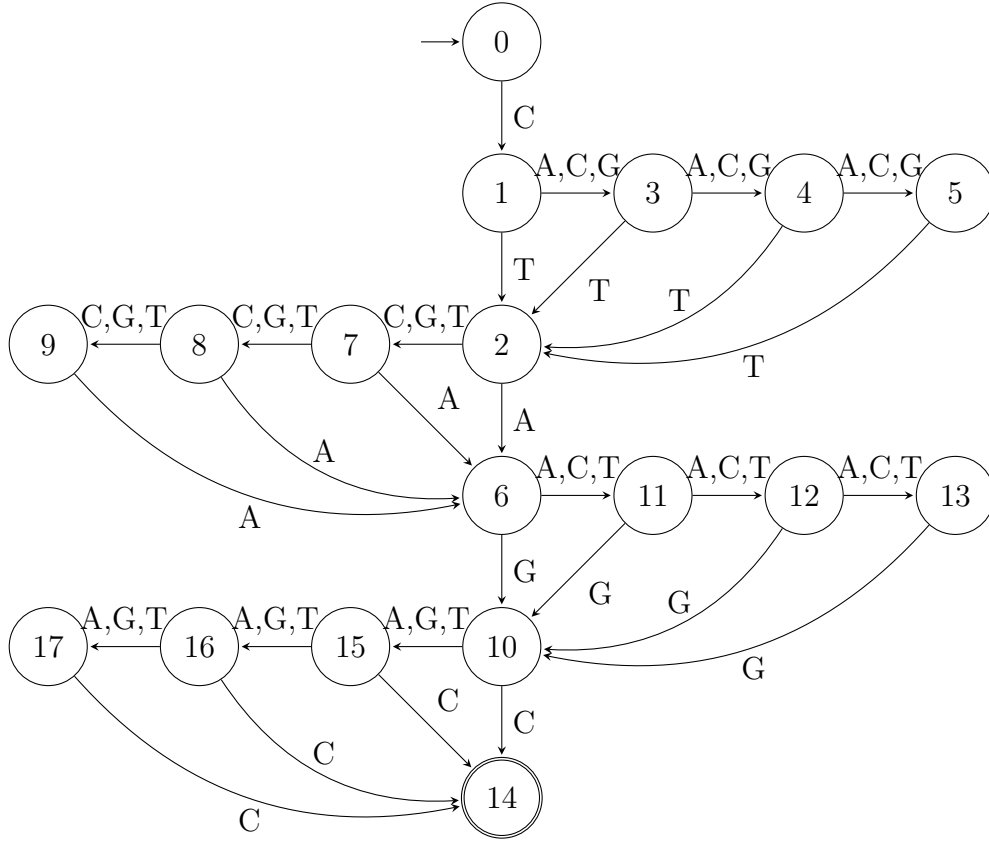 0
C
A,C,G A,C,G A,C,G
1 3 4 5
T T T T
C,G,T C,G,T C,G,T
9 8 7 2
A A A A
A,C,T A,C,T A,C,T
6 11 12 13
G G G G
A,G,T A,G,T A,G,T
17 16 15 10
C C C C
14